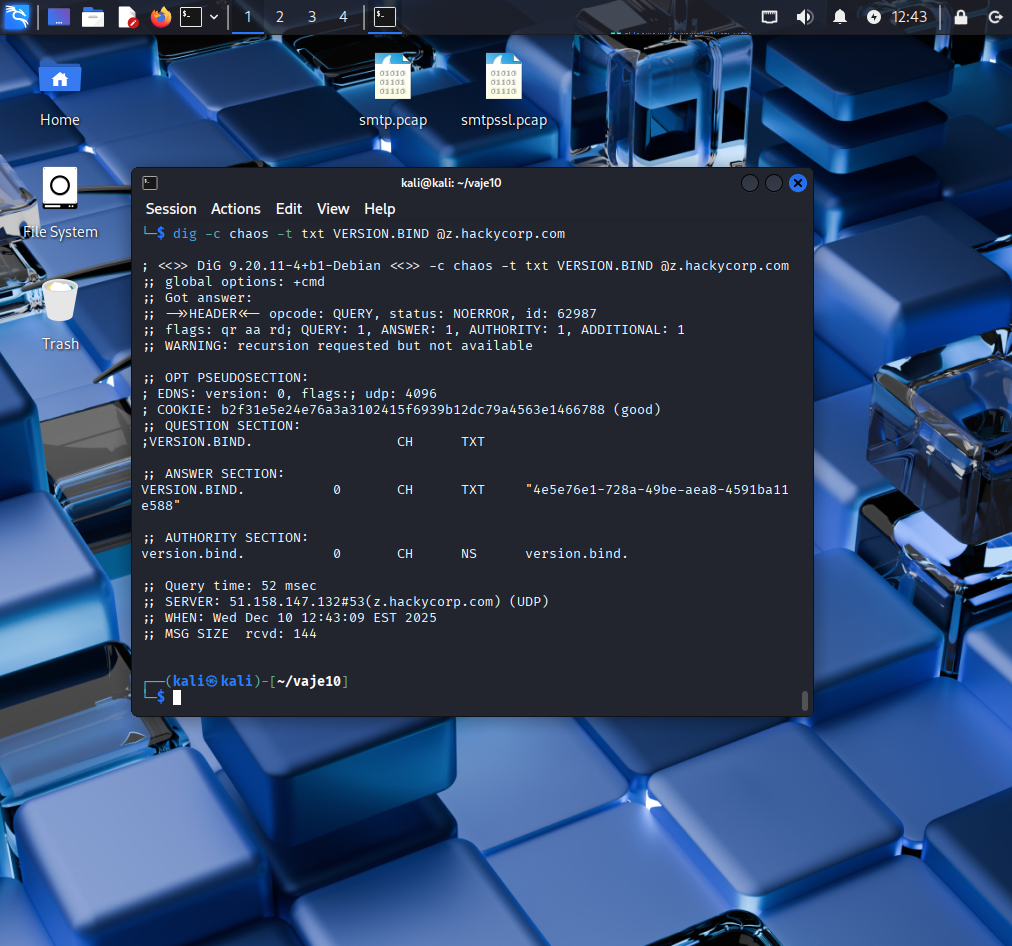 1 2 3 4 12:43
01010
01101
01110
01010
01101
01110
Home
smtp.pcap
smtpssl.pcap
File System
Trash
kali@kali: ~/vaje10
Session Actions Edit View Help
└─$ dig -c chaos -t txt VERSION.BIND @z.hackycorp.com
; <<>> DiG 9.20.11-4+b1-Debian <<>> -c chaos -t txt VERSION.BIND @z.hackycorp.com
;; global options: +cmd
;; Got answer:
;; ->>HEADER<<- opcode: QUERY, status: NOERROR, id: 62987
;; flags: qr aa rd; QUERY: 1, ANSWER: 1, AUTHORITY: 1, ADDITIONAL: 1
;; WARNING: recursion requested but not available
;; OPT PSEUDOSECTION:
; EDNS: version: 0, flags:; udp: 4096
; COOKIE: b2f31e5e24e76a3a3102415f6939b12dc79a4563e1466788 (good)
;; QUESTION SECTION:
;VERSION.BIND. CH TXT
;; ANSWER SECTION:
VERSION.BIND. 0 CH TXT "4e5e76e1-728a-49be-aea8-4591ba11
e588"
;; AUTHORITY SECTION:
version.bind. 0 CH NS version.bind.
;; Query time: 52 msec
;; SERVER: 51.158.147.132#53(z.hackycorp.com) (UDP)
;; WHEN: Wed Dec 10 12:43:09 EST 2025
;; MSG SIZE rcvd: 144
┌──(kali㉿kali)-[~/vaje10]
└─$